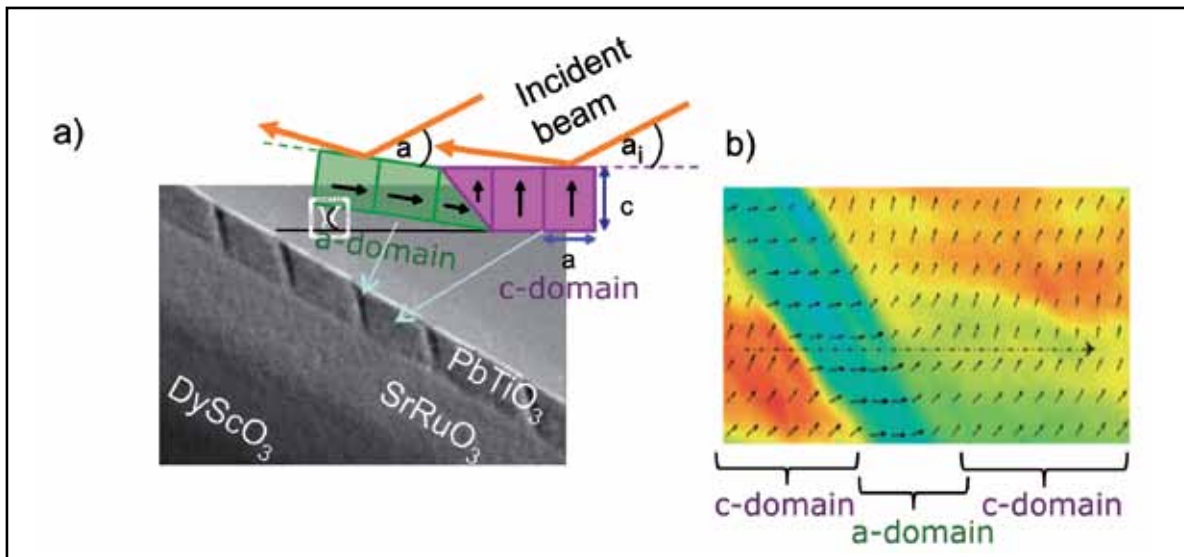 a)
Incident
beam
a
a_i
a-domain
c
a
c-domain
PbTiO3
SrRuO3
DyScO3
b)
c-domain
a-domain
c-domain